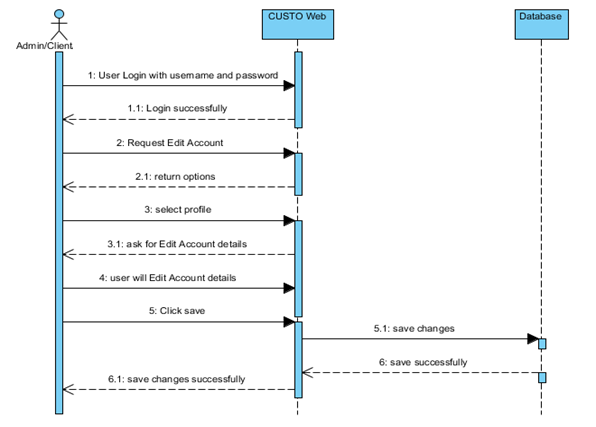 CUSTO Web
Database
Admin/Client
1: User Login with username and password
1.1: Login successfully
2: Request Edit Account
2.1: return options
3: select profile
3.1: ask for Edit Account details
4: user will Edit Account details
5: Click save
5.1: save changes
6: save successfully
6.1: save changes successfully